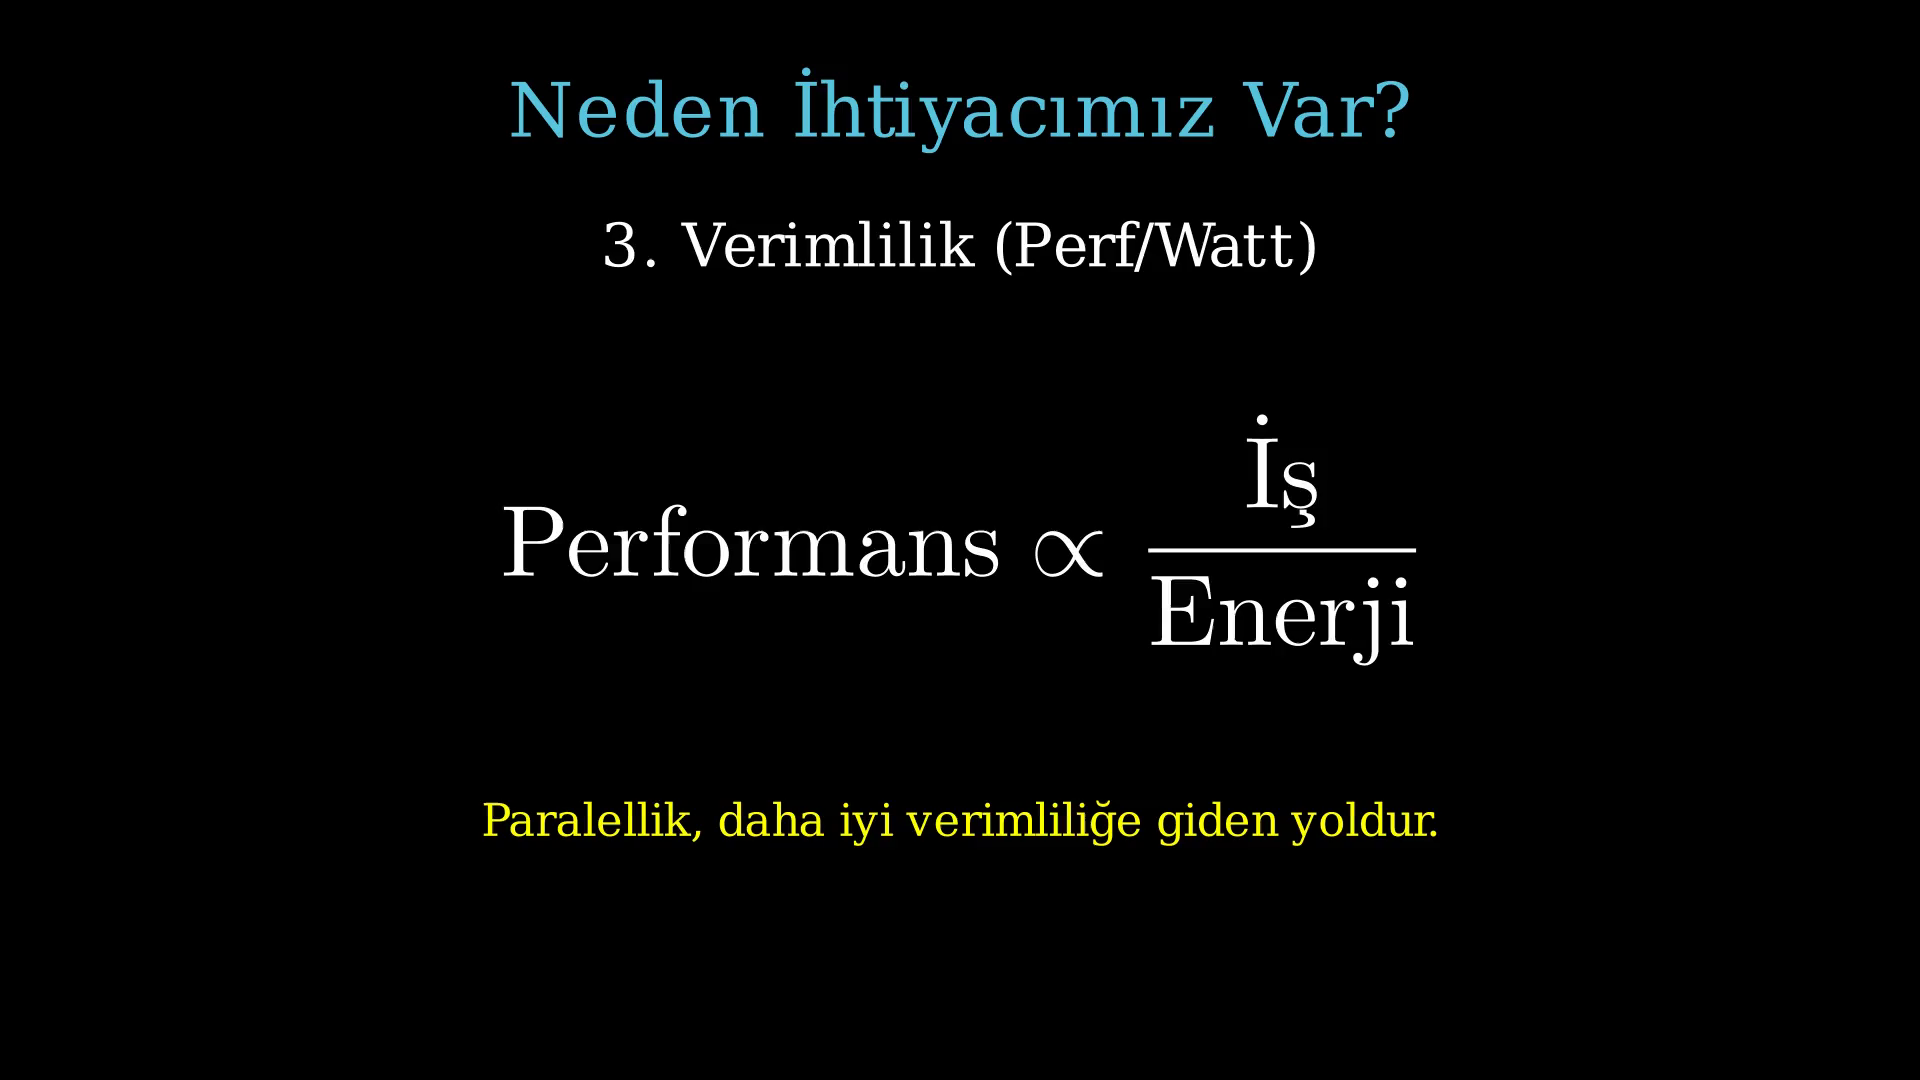 Neden İhtiyacımız Var?
3. Verimlilik (Perf/Watt)
Performans ∝ İş / Enerji
Paralellik, daha iyi verimliliğe giden yoldur.